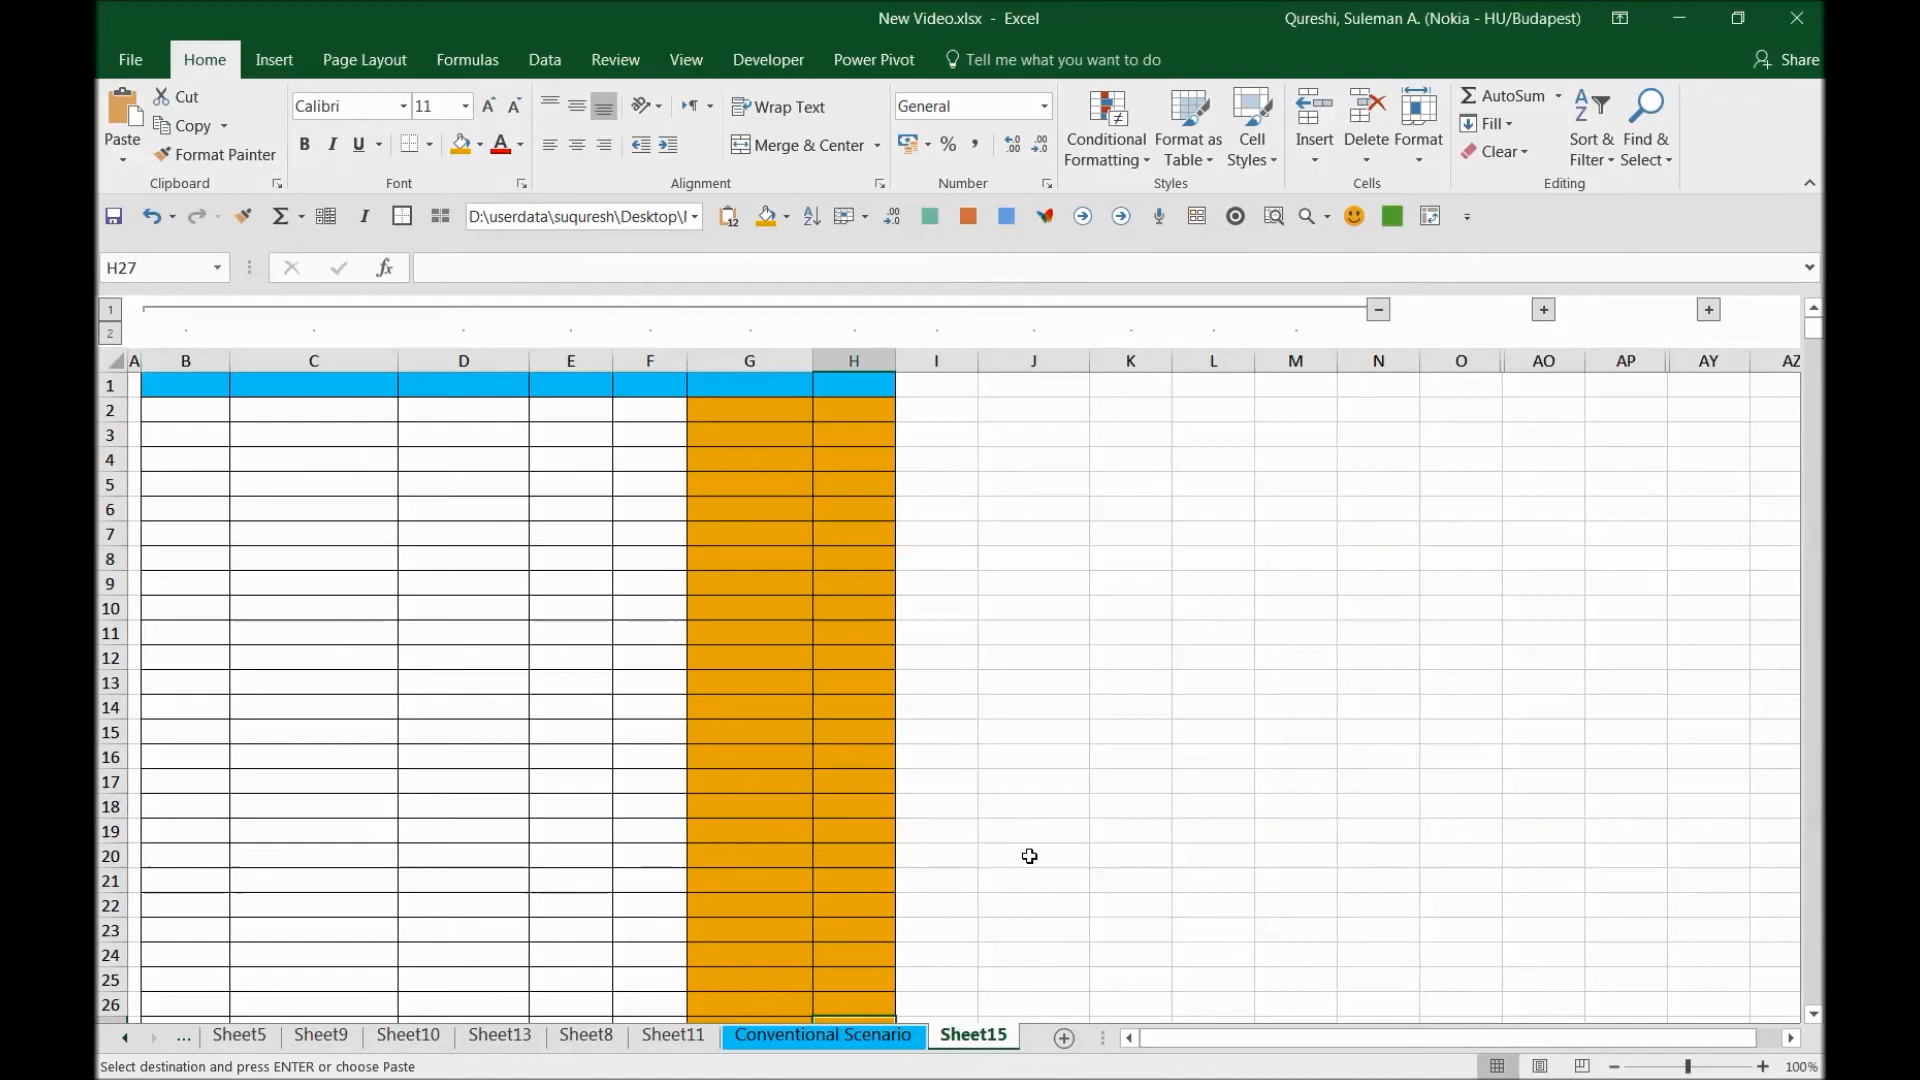 New Video.xlsx - Excel
Qureshi, Suleman A. (Nokia - HU/Budapest)
File Home Insert Page Layout Formulas Data Review View Developer Power Pivot Tell me what you want to do Share
Paste
Cut
Copy
Format Painter
Clipboard
Calibri 11
B I U
Font
Wrap Text
Merge & Center
Alignment
General
%
Number
Conditional
Formatting
Format as
Table
Cell
Styles
Styles
Insert Delete Format
Cells
AutoSum
Fill
Clear
Sort &
Filter
Find &
Select
Editing
D:\userdata\suquresh\Desktop\
H27
fx
1
2
A B C D E F G H I J K L M N O AO AP AY AZ
1
2
3
4
5
6
7
8
9
10
11
12
13
14
15
16
17
18
19
20
21
22
23
24
25
26
... Sheet5 Sheet9 Sheet10 Sheet13 Sheet8 Sheet11 Conventional Scenario Sheet15
Select destination and press ENTER or choose Paste
100%